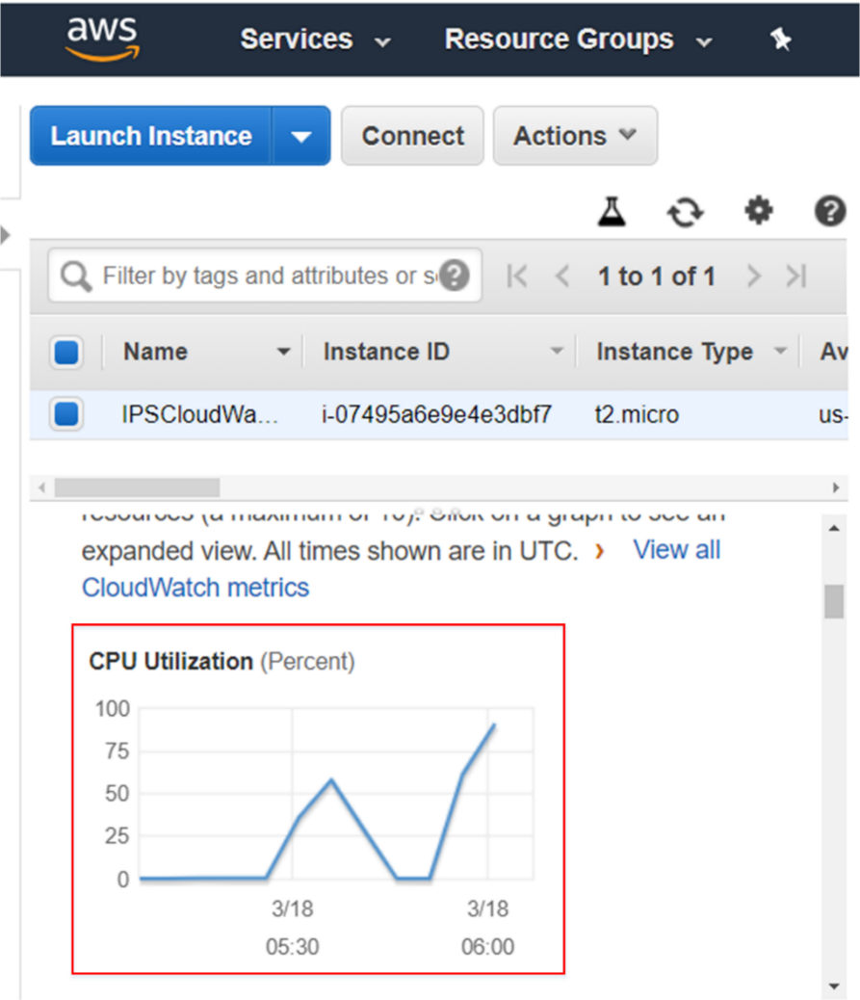 aws Services Resource Groups
Launch Instance Connect Actions
Filter by tags and attributes or s 1 to 1 of 1
Name Instance ID Instance Type Av
IPSCloudWa... i-07495a6e9e4e3dbf7 t2.micro us-
resources (a maximum of 10). Click on a graph to see an
expanded view. All times shown are in UTC. › View all
CloudWatch metrics
CPU Utilization (Percent)
100
75
50
25
0
3/18 3/18
05:30 06:00